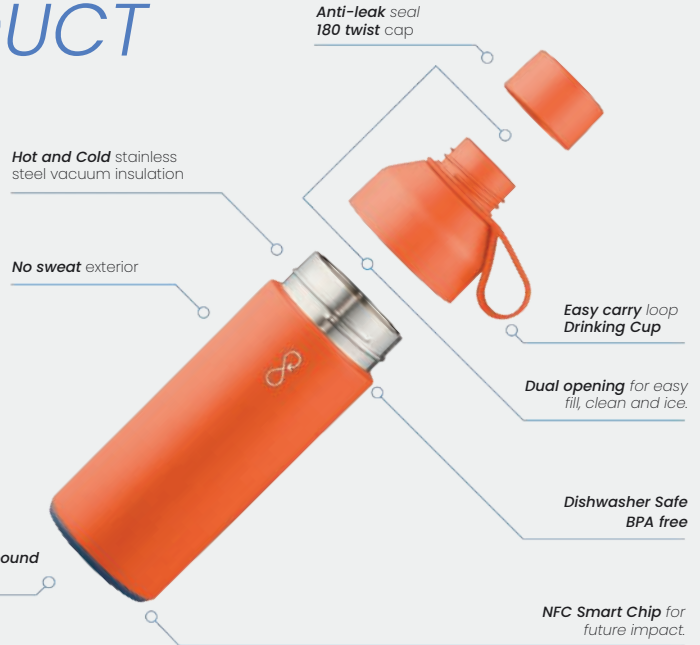 UCT
Anti-leak seal
180 twist cap
Hot and Cold stainless
steel vacuum insulation
No sweat exterior
Easy carry loop
Drinking Cup
Dual opening for easy
fill, clean and ice.
Dishwasher Safe
BPA free
ound
NFC Smart Chip for
future impact.